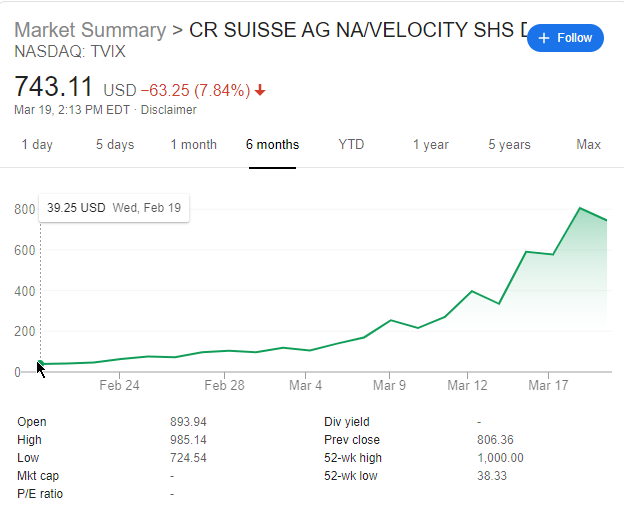 Market Summary > CR SUISSE AG NA/VELOCITY SHS D
+ Follow
NASDAQ: TVIX
743.11 USD −63.25 (7.84%)
Mar 19, 2:13 PM EDT · Disclaimer
1 day 5 days 1 month 6 months YTD 1 year 5 years Max
39.25 USD Wed, Feb 19
800
600
400
200
0
Feb 24 Feb 28 Mar 4 Mar 9 Mar 12 Mar 17
Open 893.94 Div yield -
High 985.14 Prev close 806.36
Low 724.54 52-wk high 1,000.00
Mkt cap - 52-wk low 38.33
P/E ratio -